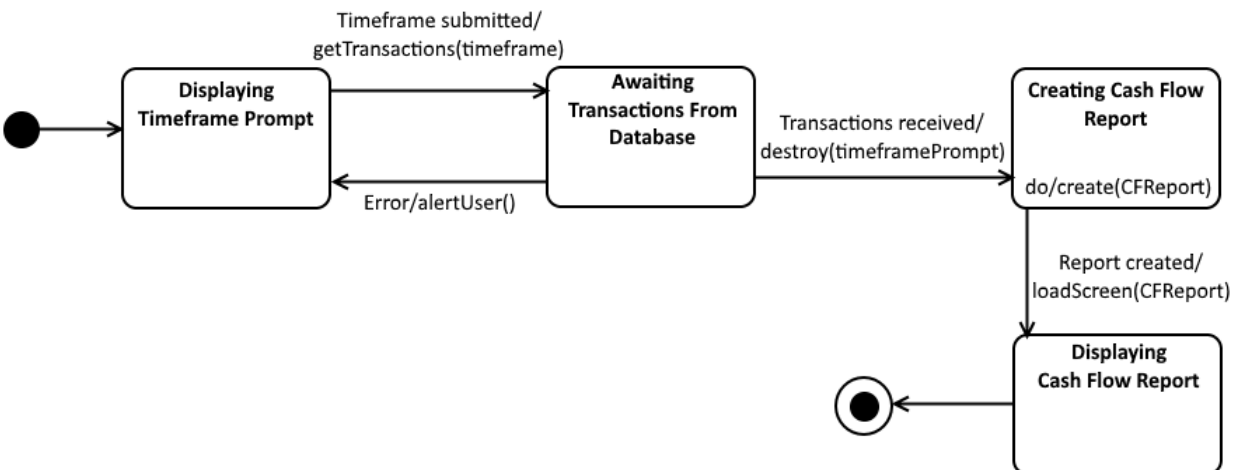 Timeframe submitted/
getTransactions(timeframe)
Displaying
Timeframe Prompt
Awaiting
Transactions From
Database
Error/alertUser()
Transactions received/
destroy(timeframePrompt)
Creating Cash Flow
Report
do/create(CFReport)
Report created/
loadScreen(CFReport)
Displaying
Cash Flow Report